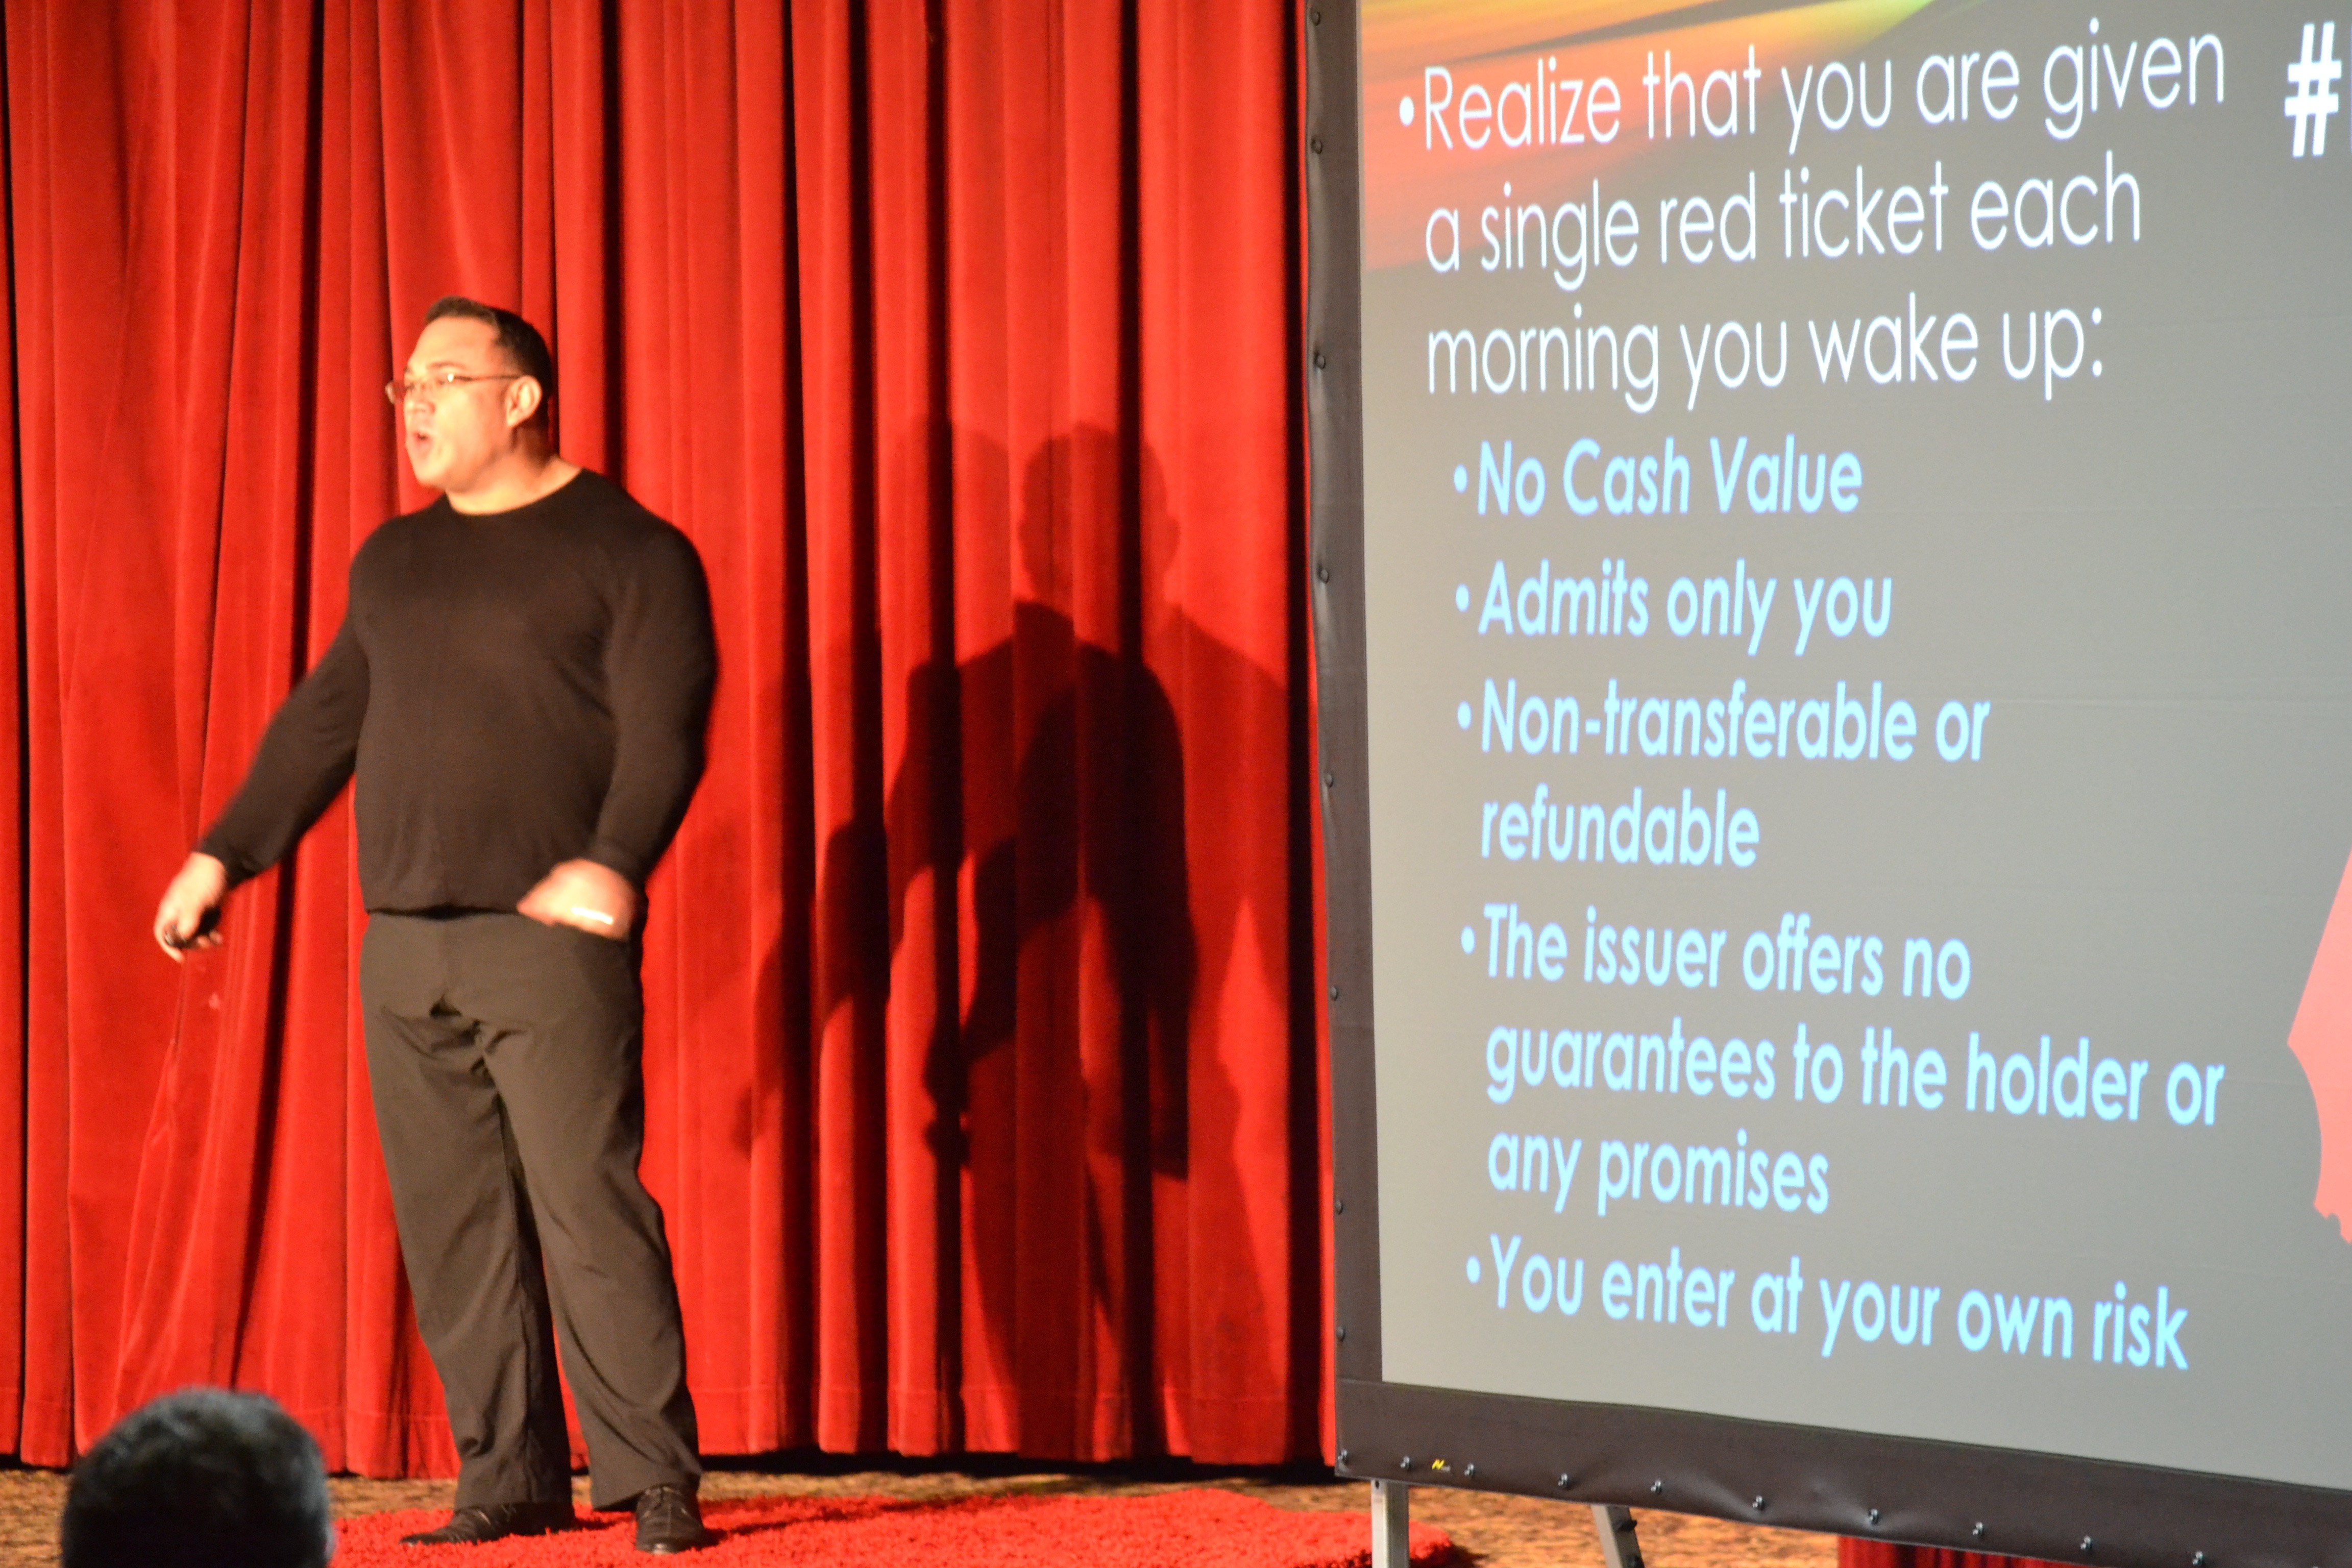 •Realize that you are given
a single red ticket each
morning you wake up:
•No Cash Value
•Admits only you
•Non-transferable or
refundable
•The issuer offers no
guarantees to the holder or
any promises
•You enter at your own risk
#